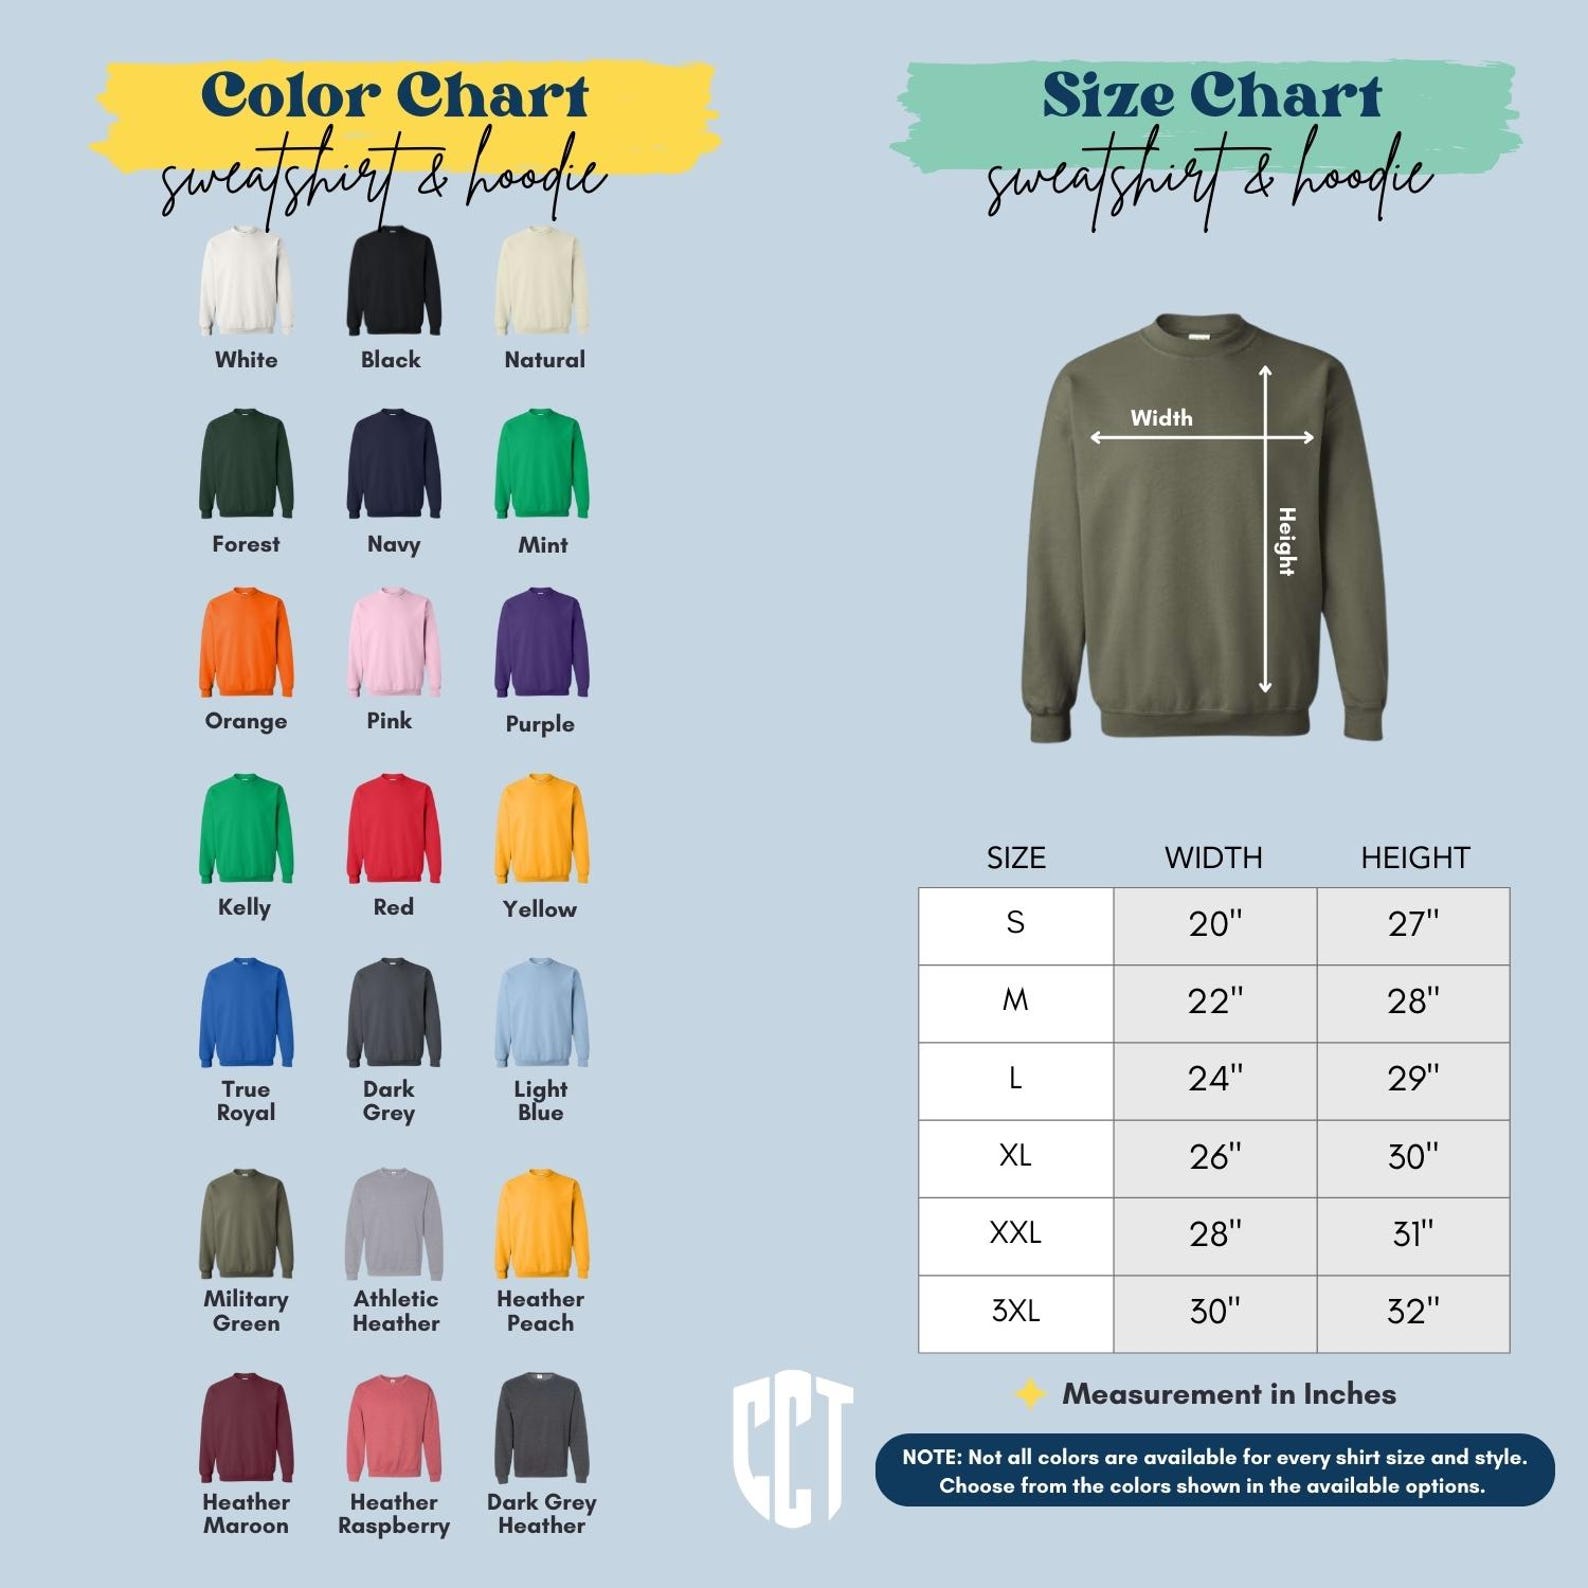 Color Chart
sweatshirt & hoodie
White
Black
Natural
Forest
Navy
Mint
Orange
Pink
Purple
Kelly
Red
Yellow
True
Royal
Dark
Grey
Light
Blue
Military
Green
Athletic
Heather
Heather
Peach
Heather
Maroon
Heather
Raspberry
Dark Grey
Heather
Size Chart
sweatshirt & hoodie
Width
Height
SIZE WIDTH HEIGHT
S 20" 27"
M 22" 28"
L 24" 29"
XL 26" 30"
XXL 28" 31"
3XL 30" 32"
Measurement in Inches
CCT
NOTE: Not all colors are available for every shirt size and style.
Choose from the colors shown in the available options.